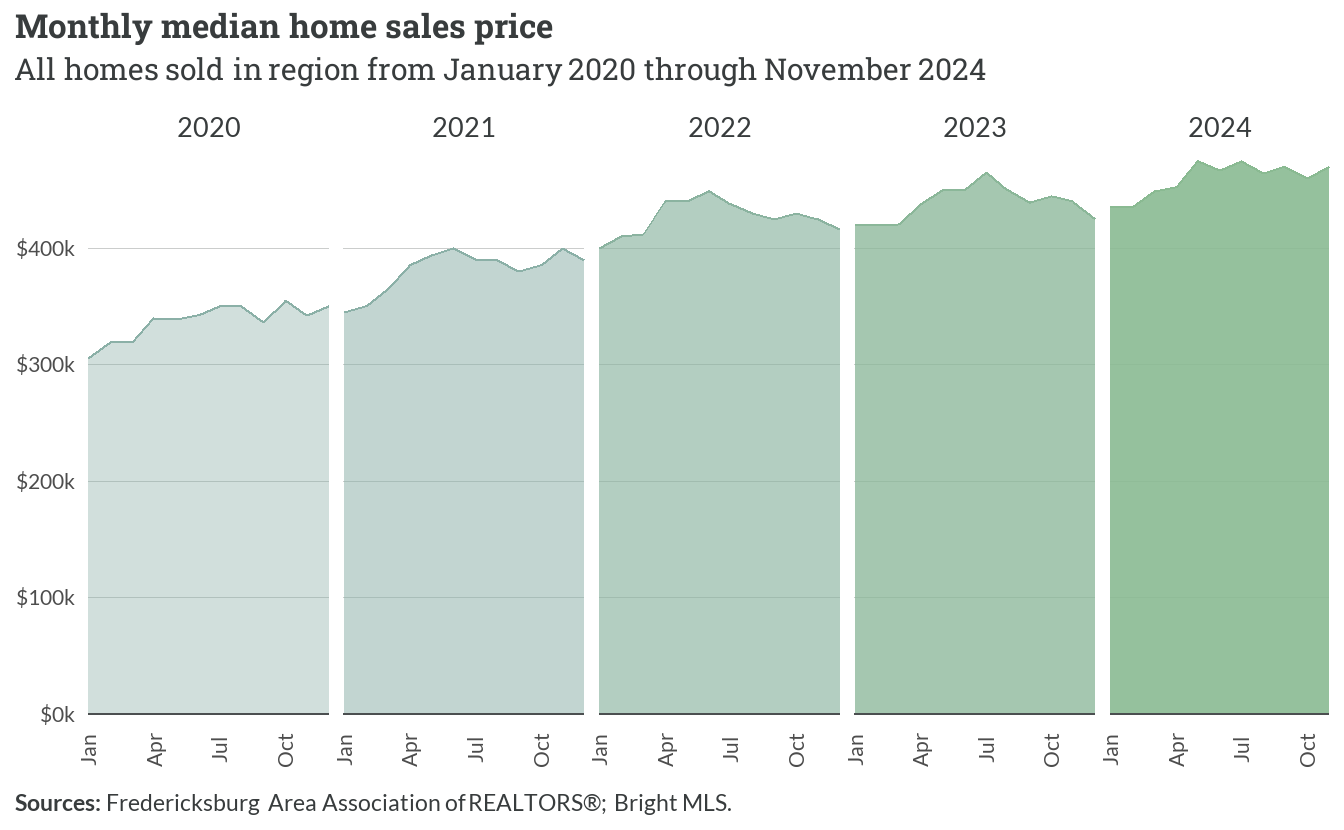 Monthly median home sales price
All homes sold in region from January 2020 through November 2024
2020 2021 2022 2023 2024
$400k
$300k
$200k
$100k
$0k
Jan Apr Jul Oct Jan Apr Jul Oct Jan Apr Jul Oct Jan Apr Jul Oct Jan Apr Jul Oct
Sources: Fredericksburg Area Association of REALTORS®; Bright MLS.